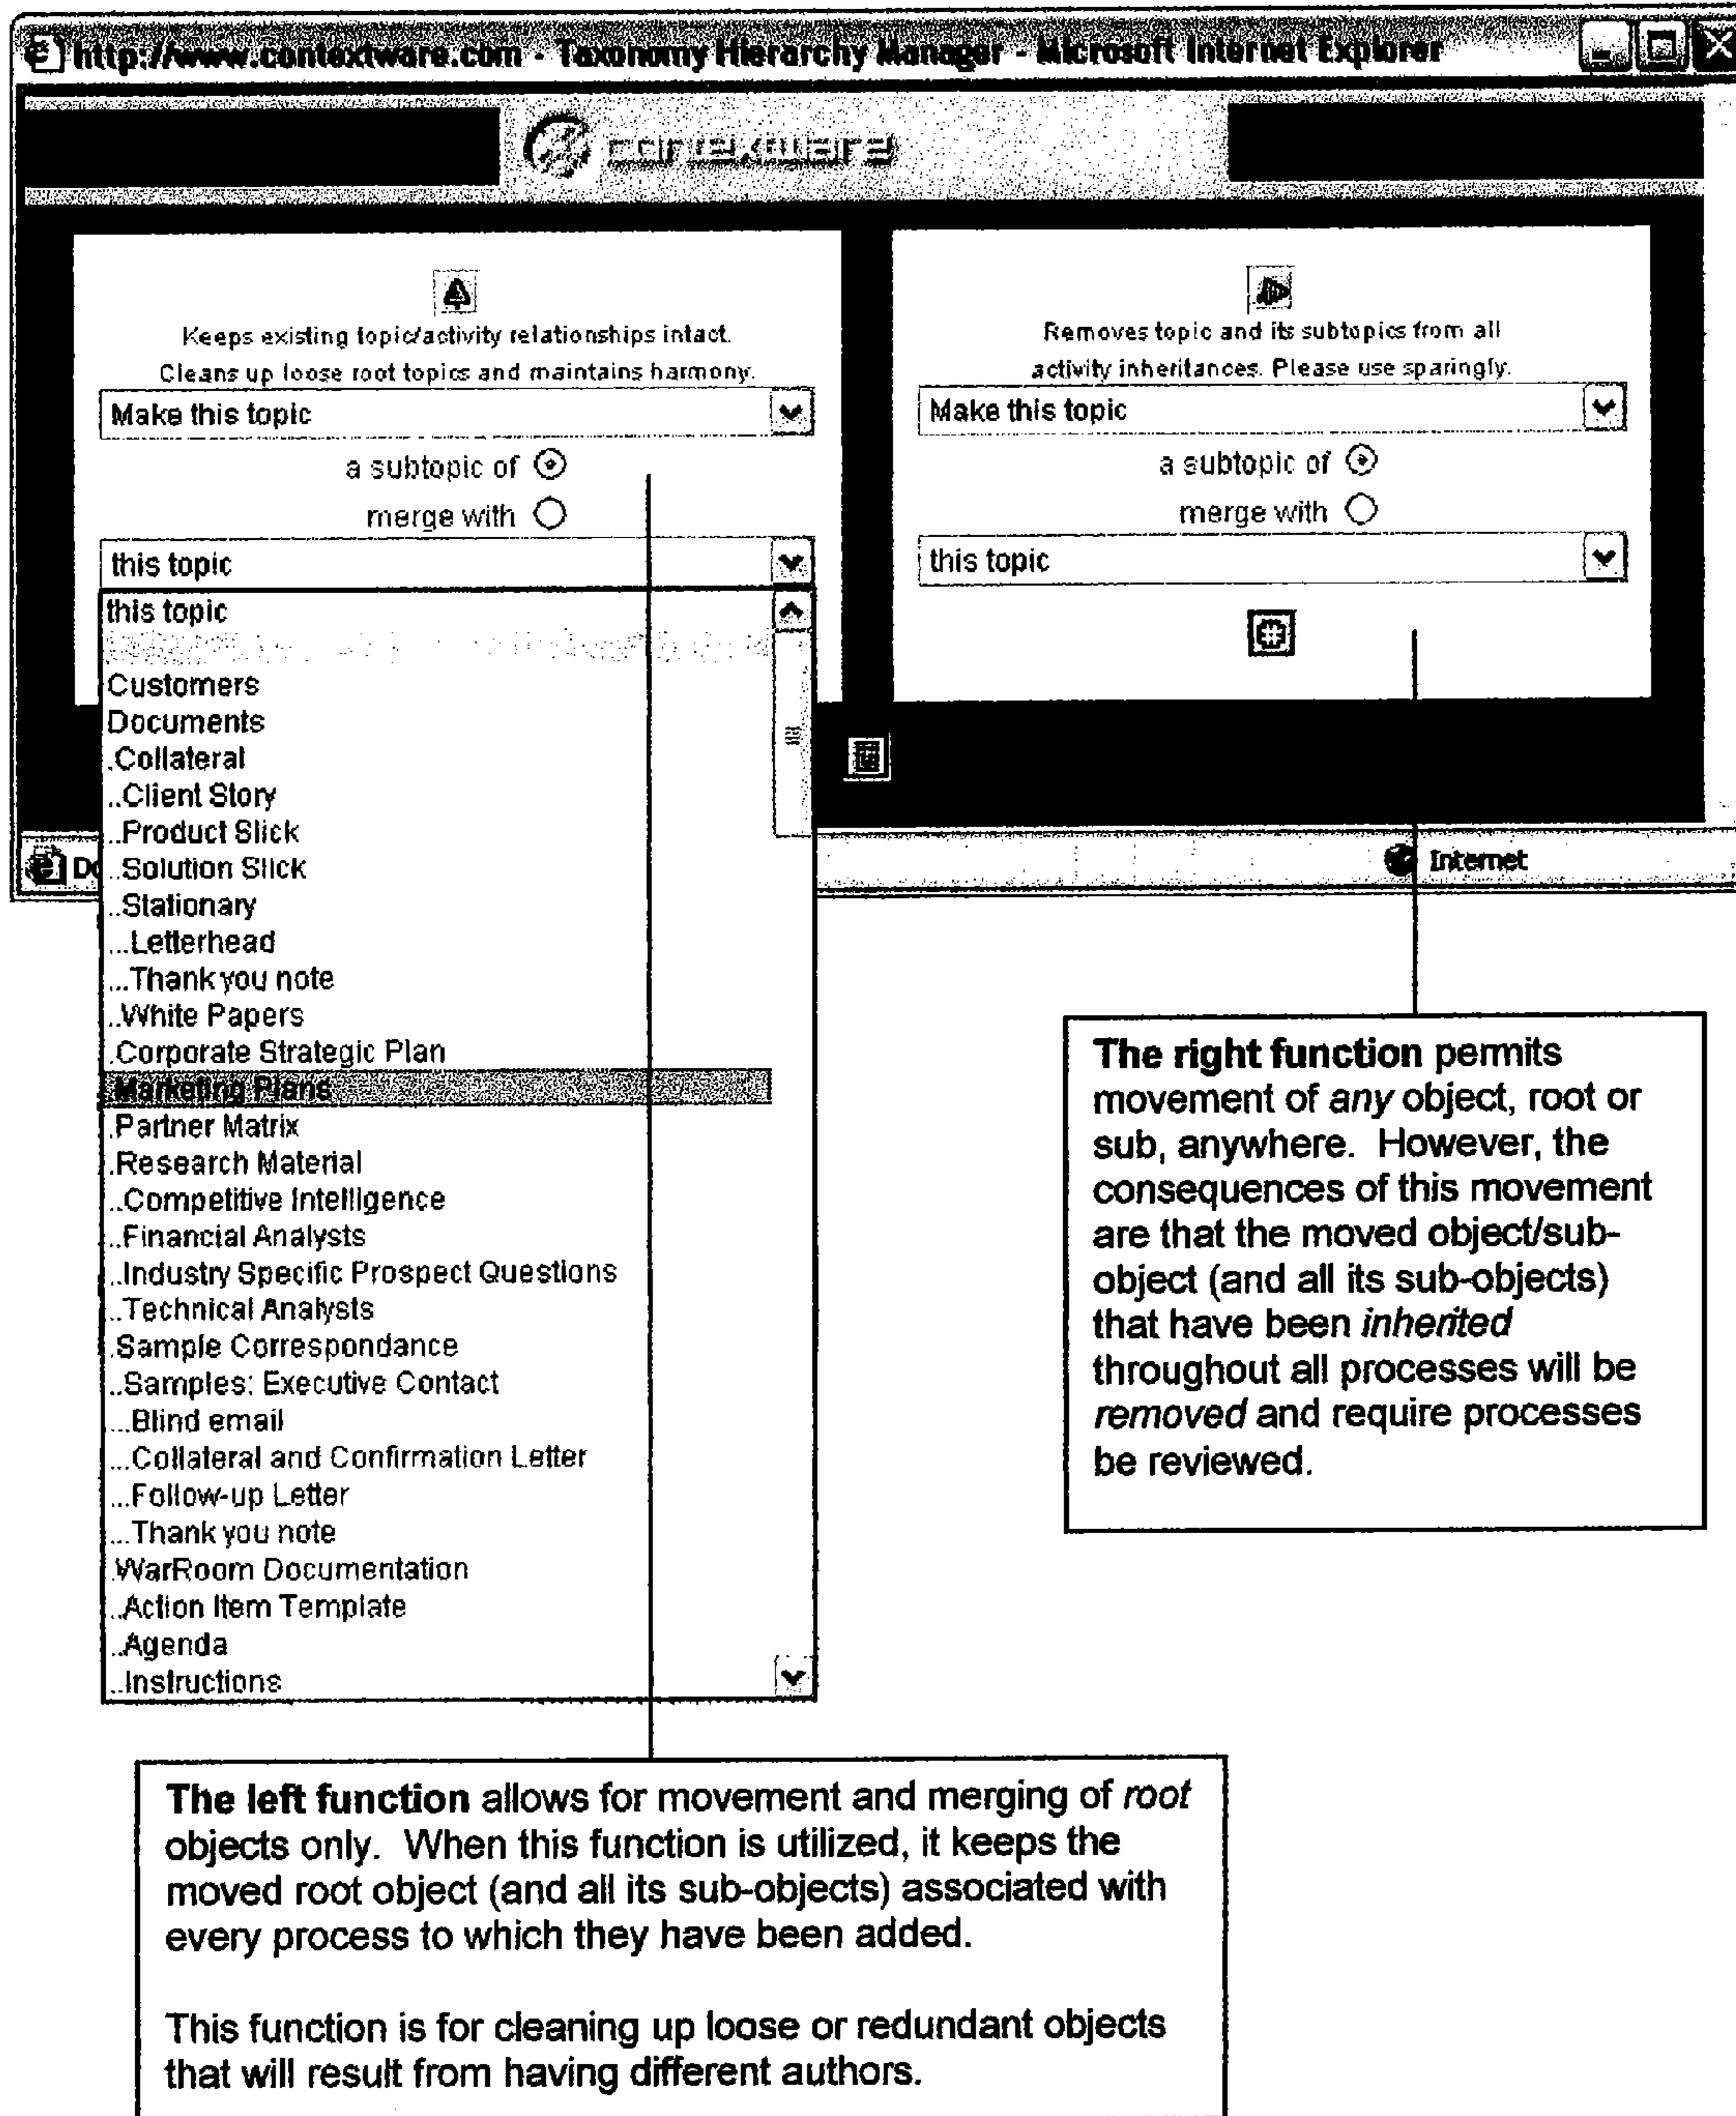 http://www.contextware.com - Taxonomy Hierarchy Manager - Microsoft Internet Explorer
contextware
Keeps existing topic/activity relationships intact.
Cleans up loose root topics and maintains harmony.
Make this topic
a subtopic of
merge with
this topic
this topic
Customers
Documents
.Collateral
..Client Story
..Product Slick
..Solution Slick
..Stationary
...Letterhead
...Thank you note
..White Papers
.Corporate Strategic Plan
.Marketing Plans
.Partner Matrix
.Research Material
..Competitive Intelligence
..Financial Analysts
..Industry Specific Prospect Questions
..Technical Analysts
.Sample Correspondance
..Samples: Executive Contact
...Blind email
...Collateral and Confirmation Letter
...Follow-up Letter
...Thank you note
.WarRoom Documentation
..Action Item Template
..Agenda
..Instructions
Removes topic and its subtopics from all
activity inheritances. Please use sparingly.
Make this topic
a subtopic of
merge with
this topic
Internet
The right function permits
movement of any object, root or
sub, anywhere. However, the
consequences of this movement
are that the moved object/sub-
object (and all its sub-objects)
that have been inherited
throughout all processes will be
removed and require processes
be reviewed.
The left function allows for movement and merging of root
objects only. When this function is utilized, it keeps the
moved root object (and all its sub-objects) associated with
every process to which they have been added.
This function is for cleaning up loose or redundant objects
that will result from having different authors.